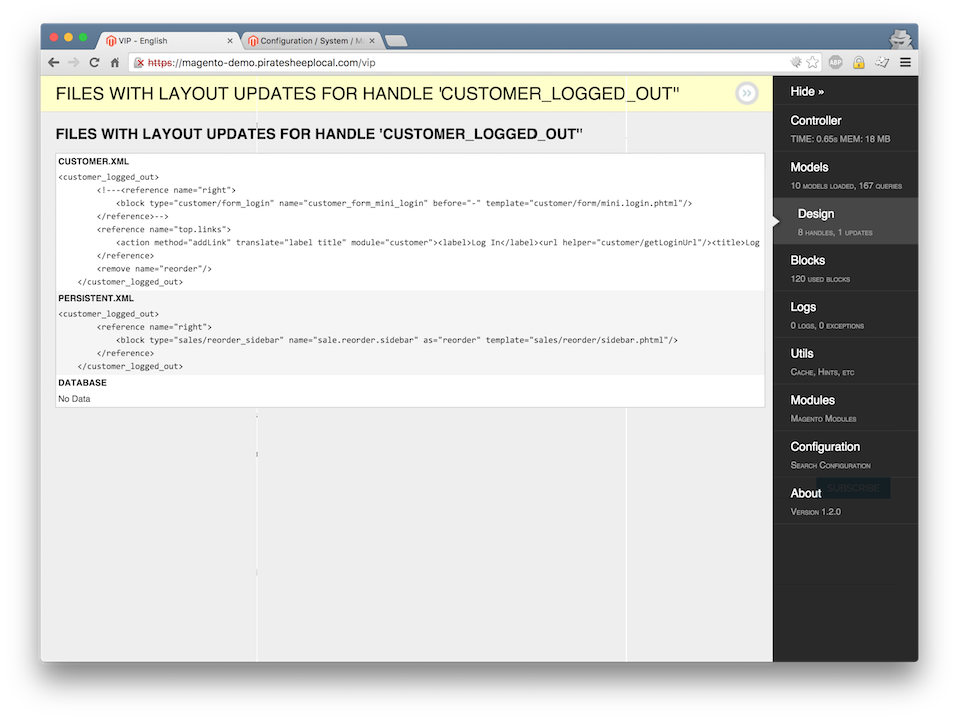 VIP - English
Configuration / System / M
https://magento-demo.piratesheeplocal.com/vip
ABP
FILES WITH LAYOUT UPDATES FOR HANDLE 'CUSTOMER_LOGGED_OUT"
FILES WITH LAYOUT UPDATES FOR HANDLE 'CUSTOMER_LOGGED_OUT"
CUSTOMER.XML
<customer_logged_out>
<!---<reference name="right">
<block type="customer/form_login" name="customer_form_mini_login" before="-" template="customer/form/mini.login.phtml"/>
</reference>-->
<reference name="top.links">
<action method="addLink" translate="label title" module="customer"><label>Log In</label><url helper="customer/getLoginUrl"/><title>Log
</reference>
<remove name="reorder"/>
</customer_logged_out>
PERSISTENT.XML
<customer_logged_out>
<reference name="right">
<block type="sales/reorder_sidebar" name="sale.reorder.sidebar" as="reorder" template="sales/reorder/sidebar.phtml"/>
</reference>
</customer_logged_out>
DATABASE
No Data
Hide »
Controller
TIME: 0.65s MEM: 18 MB
Models
10 models loaded, 167 queries
Design
8 handles, 1 updates
Blocks
120 used blocks
Logs
0 logs, 0 exceptions
Utils
Cache, Hints, etc
Modules
Magento Modules
Configuration
Search Configuration
SUBSCRIBE
About
Version 1.2.0